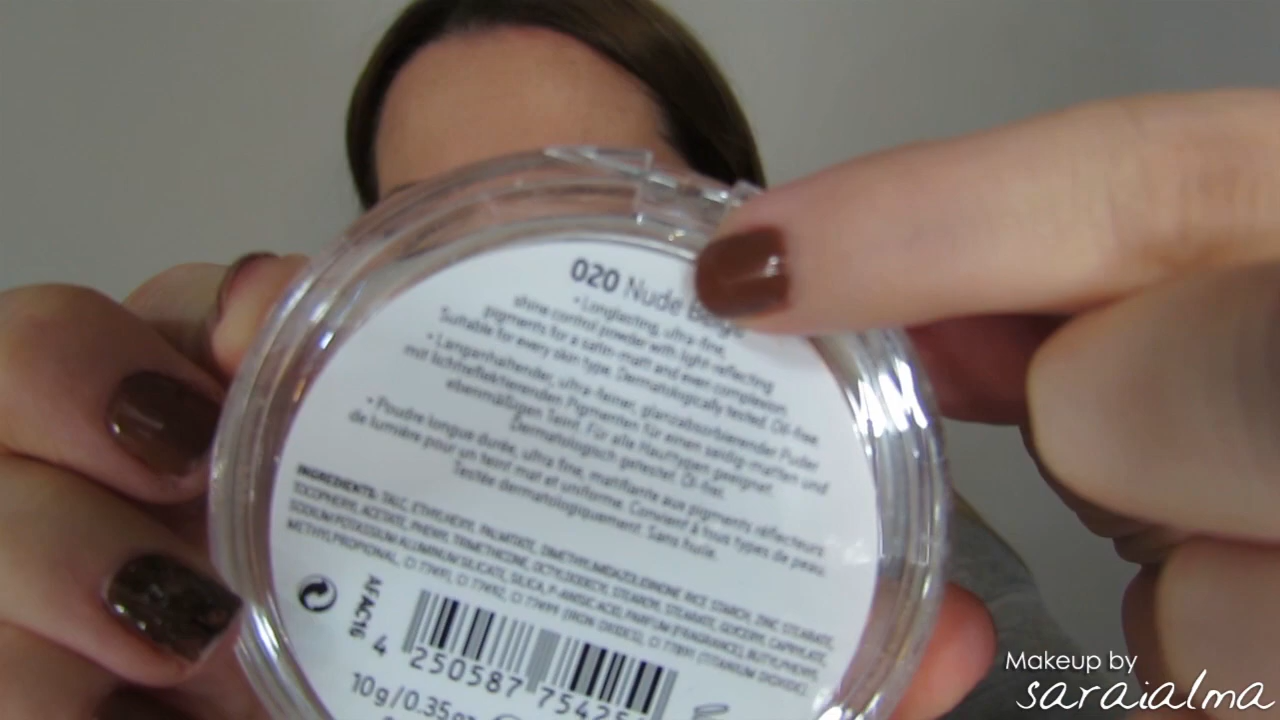 020 Nude Beige
• Longlasting, ultra-fine,
shine control powder with light-reflecting
pigments for a satin-matt and even complexion.
Suitable for every skin type. Dermatologically tested. Oil-free
• Langanhaltender, ultra-feiner, glanzabsorbierender Puder
mit lichtreflektierenden Pigmenten für einen seidig-matten und
ebenmäßigen Teint. Für alle Hauttypen geeignet.
Dermatologisch getestet. Öl-frei.
• Poudre longue durée, ultra fine, matifiante aux pigments réflecteurs
de lumière pour un teint mat et uniforme. Convient à tous types de peau.
Testée dermatologiquement. Sans huile.
INGREDIENTS: TALC, ETHYLHEXYL PALMITATE, DIMETHYLIMIDAZOLIDINONE RICE STARCH, ZINC STEARATE,
TOCOPHERYL ACETATE, PHENYL TRIMETHICONE, OCTYLDODECYL STEAROYL STEARATE, GLYCERYL CAPRYLATE,
SODIUM POTASSIUM ALUMINUM SILICATE, SILICA, P-ANISIC ACID, PARFUM (FRAGRANCE), BUTYLPHENYL
METHYLPROPIONAL, CI 77491, CI 77492, CI 77499 (IRON OXIDES), CI 77891 (TITANIUM DIOXIDE).
AFAC16
4 250587 75425
10g/0.35oz
Makeup by
saraialma